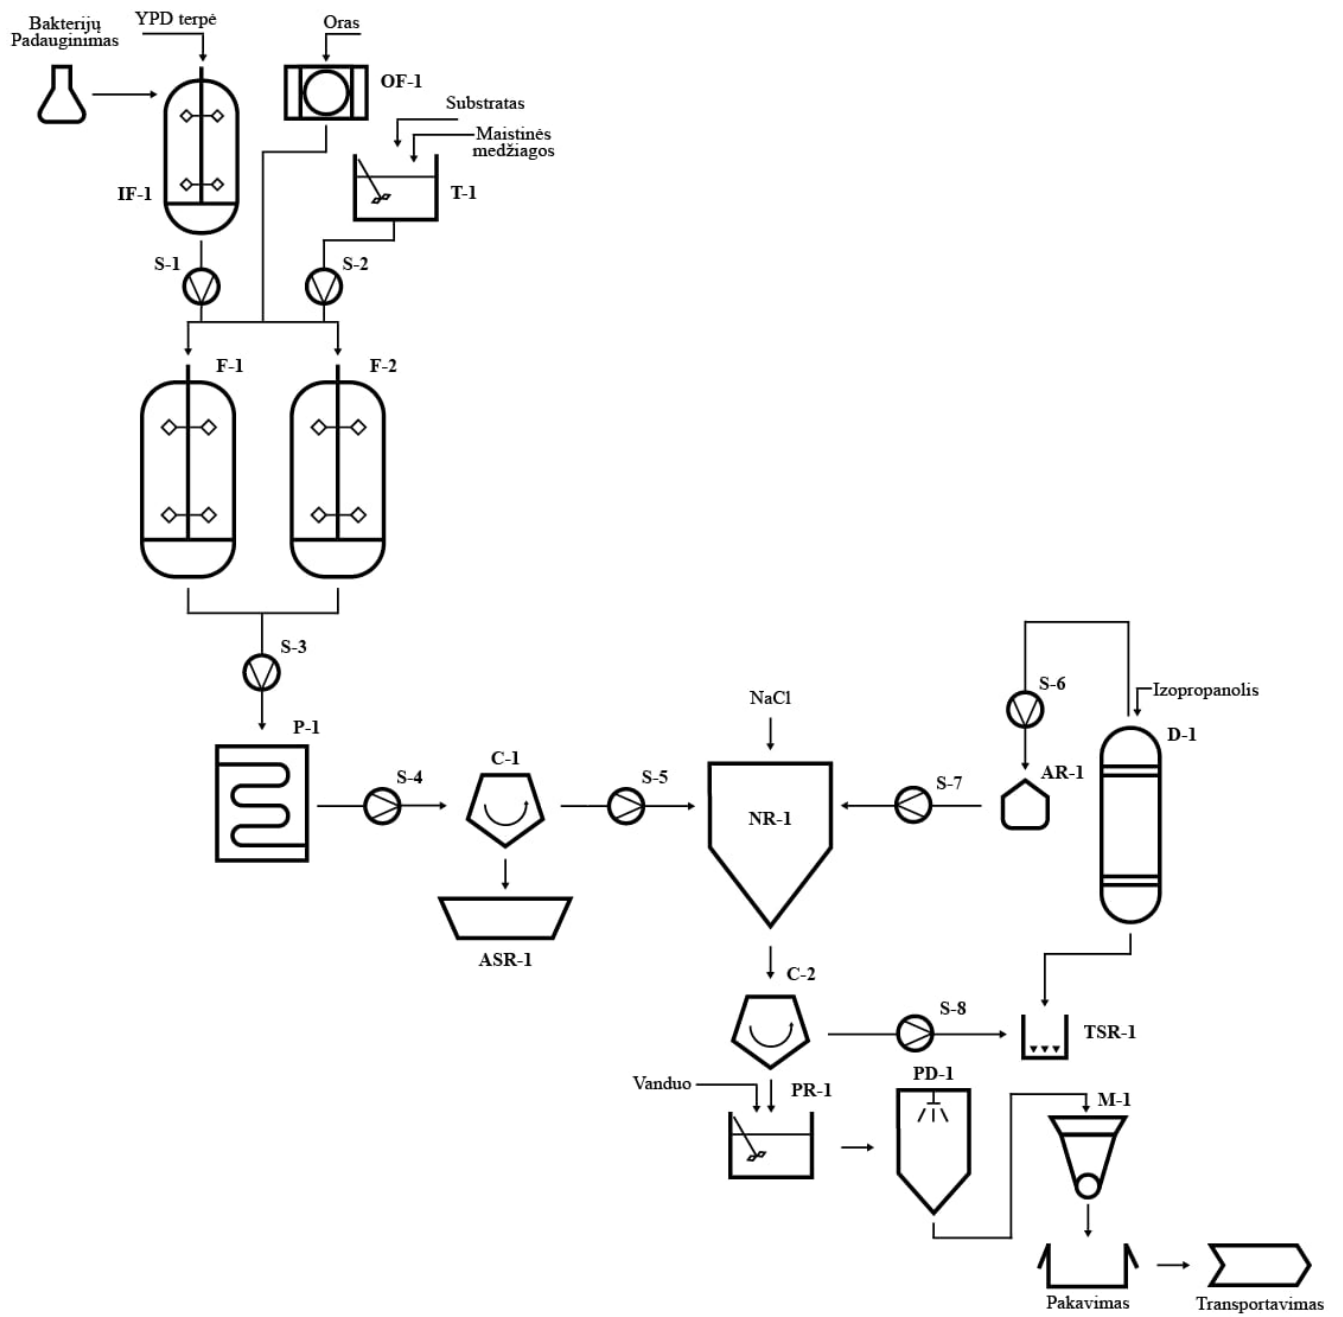 Bakterijų
Padauginimas
YPD terpė
Oras
OF-1
Substratas
Maistinės
medžiagos
IF-1
T-1
S-1
S-2
F-1
F-2
S-3
P-1
S-4
C-1
S-5
NaCl
NR-1
S-6
Izopropanolis
D-1
AR-1
S-7
ASR-1
C-2
S-8
TSR-1
Vanduo
PR-1
PD-1
M-1
Pakavimas
Transportavimas